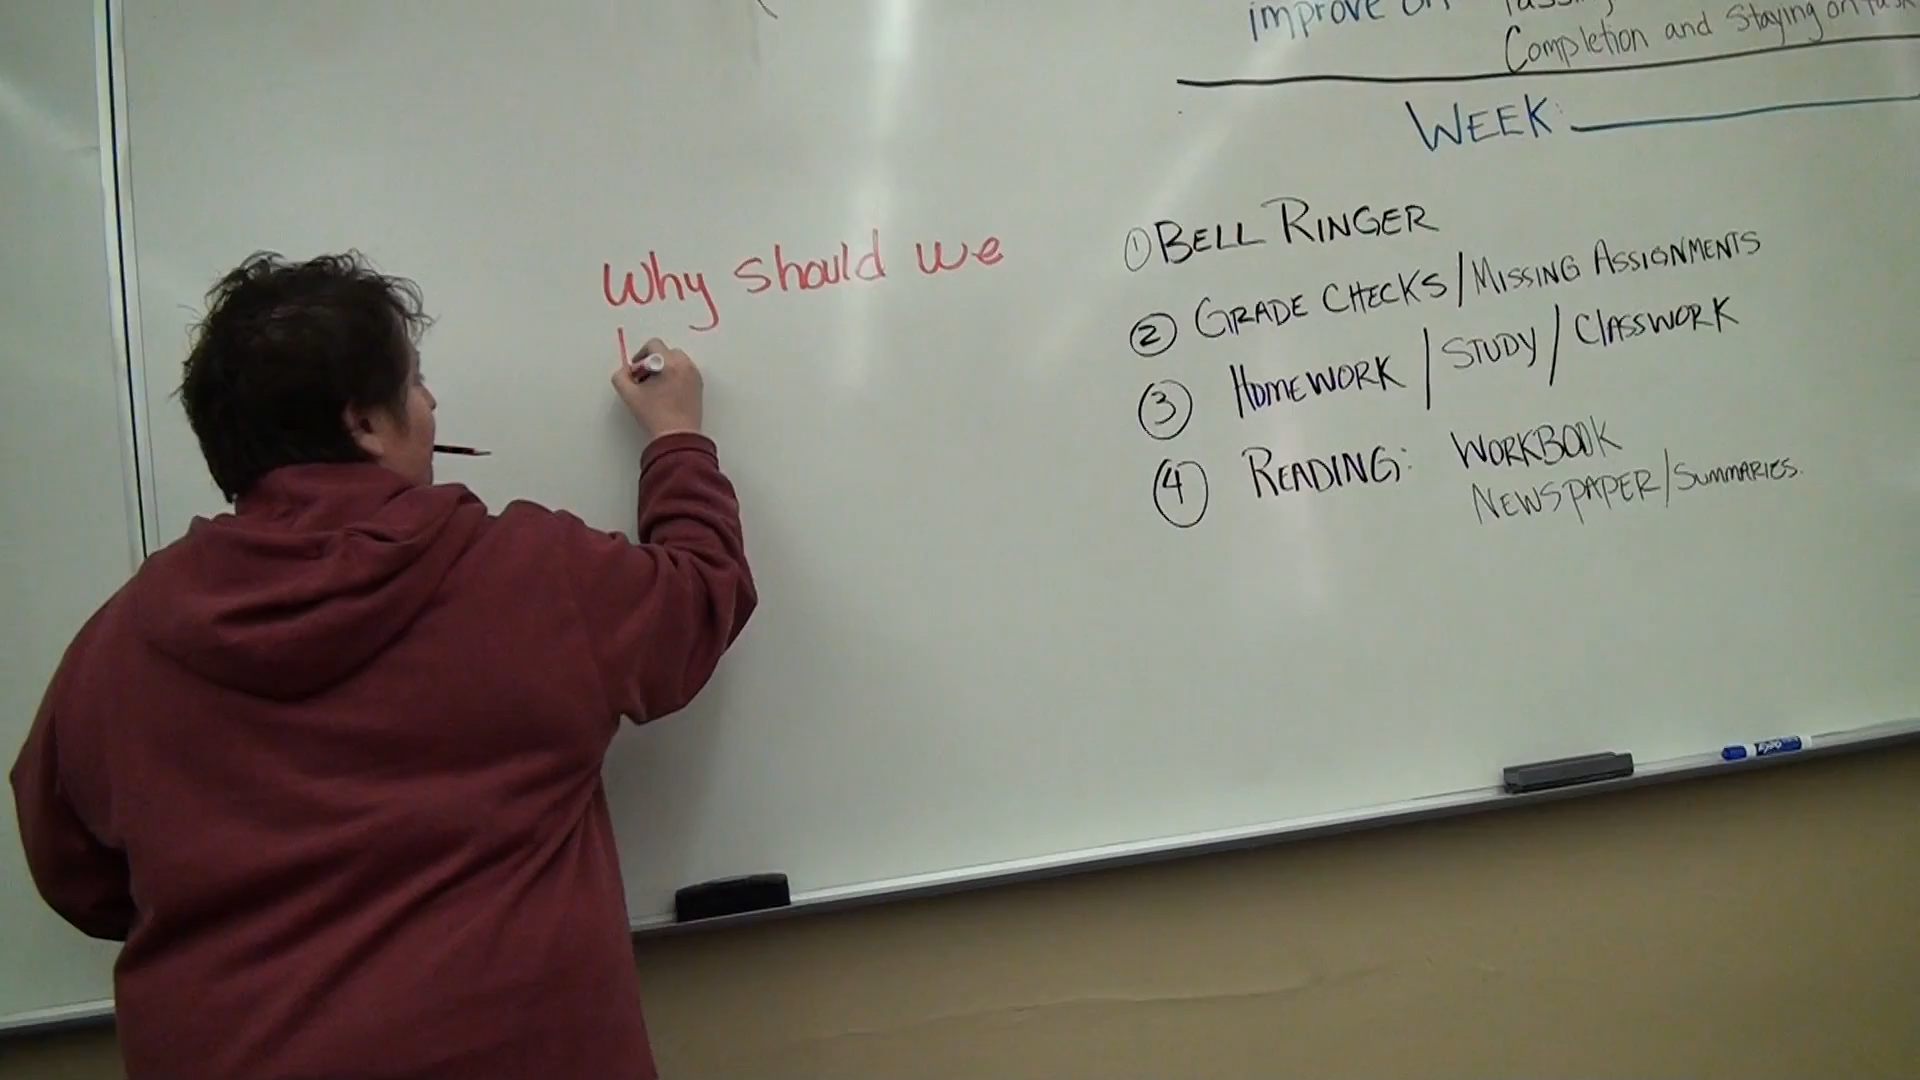 improve on
Completion and Staying on task
WEEK:
Why should we
① BELL RINGER
② GRADE CHECKS/MISSING ASSIGNMENTS
③ HOMEWORK / STUDY / CLASSWORK
④ READING: WORKBOOK
NEWSPAPER/SUMMARIES.
EXPO